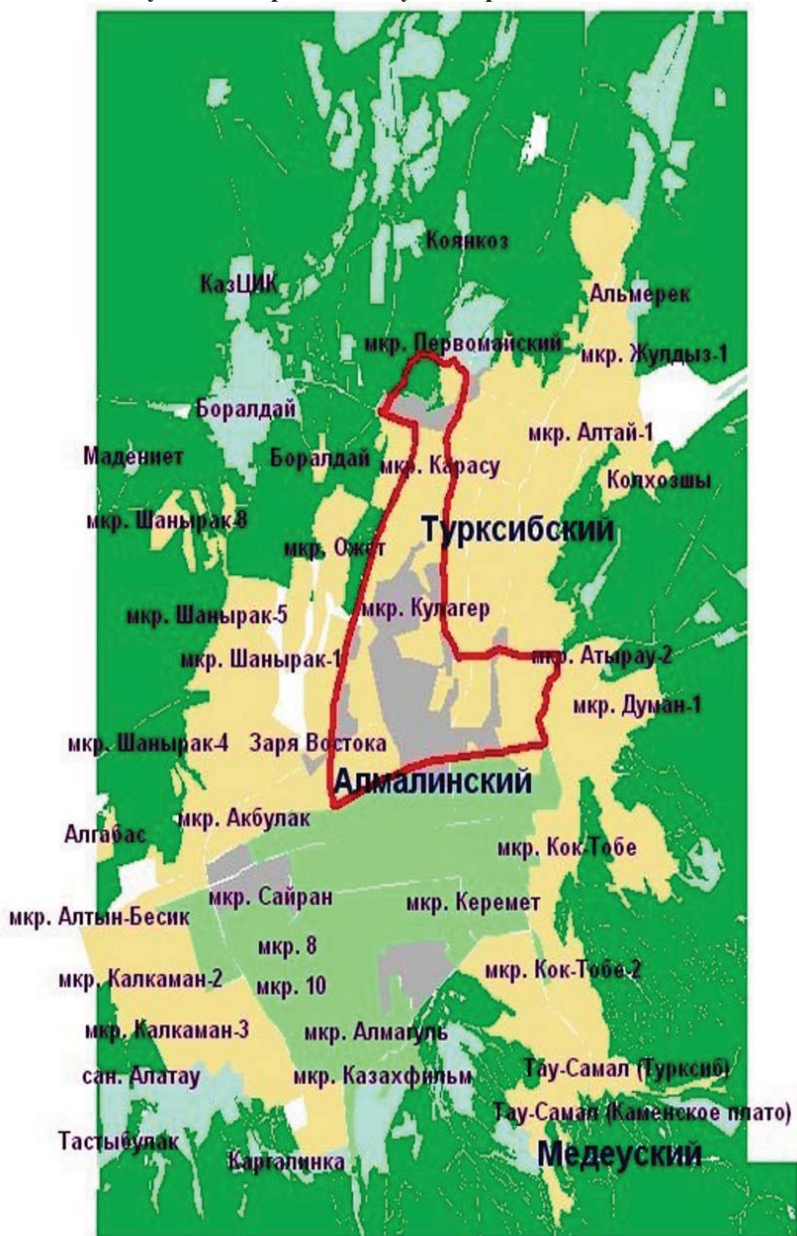 Коянкоз
КазЦИК
Альмерек
мкр. Первомайский
мкр. Жулдыз-1
Боралдай
мкр. Алтай-1
Мадениет
Боралдай
мкр. Карасу
Колхозшы
мкр. Шанырак-8
Турксибский
мкр. Ожет
мкр. Шанырак-5
мкр. Кулагер
мкр. Шанырак-1
мкр. Атырау-2
мкр. Думан-1
мкр. Шанырак-4
Заря Востока
Алмалинский
мкр. Акбулак
Алгабас
мкр. Кок-Тобе
мкр. Сайран
мкр. Керемет
мкр. Алтын-Бесик
мкр. 8
мкр. Калкаман-2
мкр. 10
мкр. Кок-Тобе-2
мкр. Калкаман-3
мкр. Алмагуль
сан. Алатау
мкр. Казахфильм
Тау-Самал (Турксиб)
Тау-Самал (Каменское плато)
Тастыбулак
Каргалинка
Медеуский